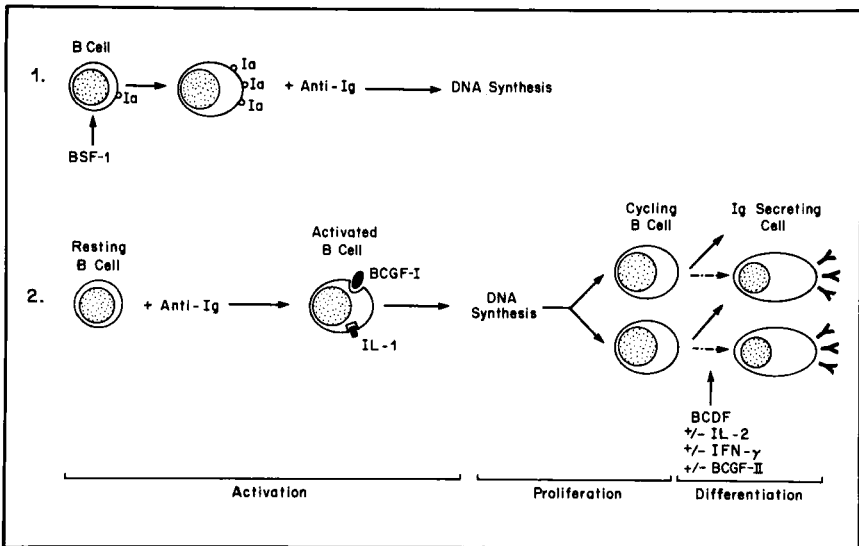 B Cell
1.
Ia
Ia
Ia
Ia
+ Anti-Ig
DNA Synthesis
BSF-1
Cycling
B Cell
Ig Secreting
Cell
Resting
B Cell
Activated
B Cell
BCGF-I
2.
+ Anti-Ig
DNA
Synthesis
IL-1
BCDF
+/- IL-2
+/- IFN-γ
+/- BCGF-II
Activation
Proliferation
Differentiation